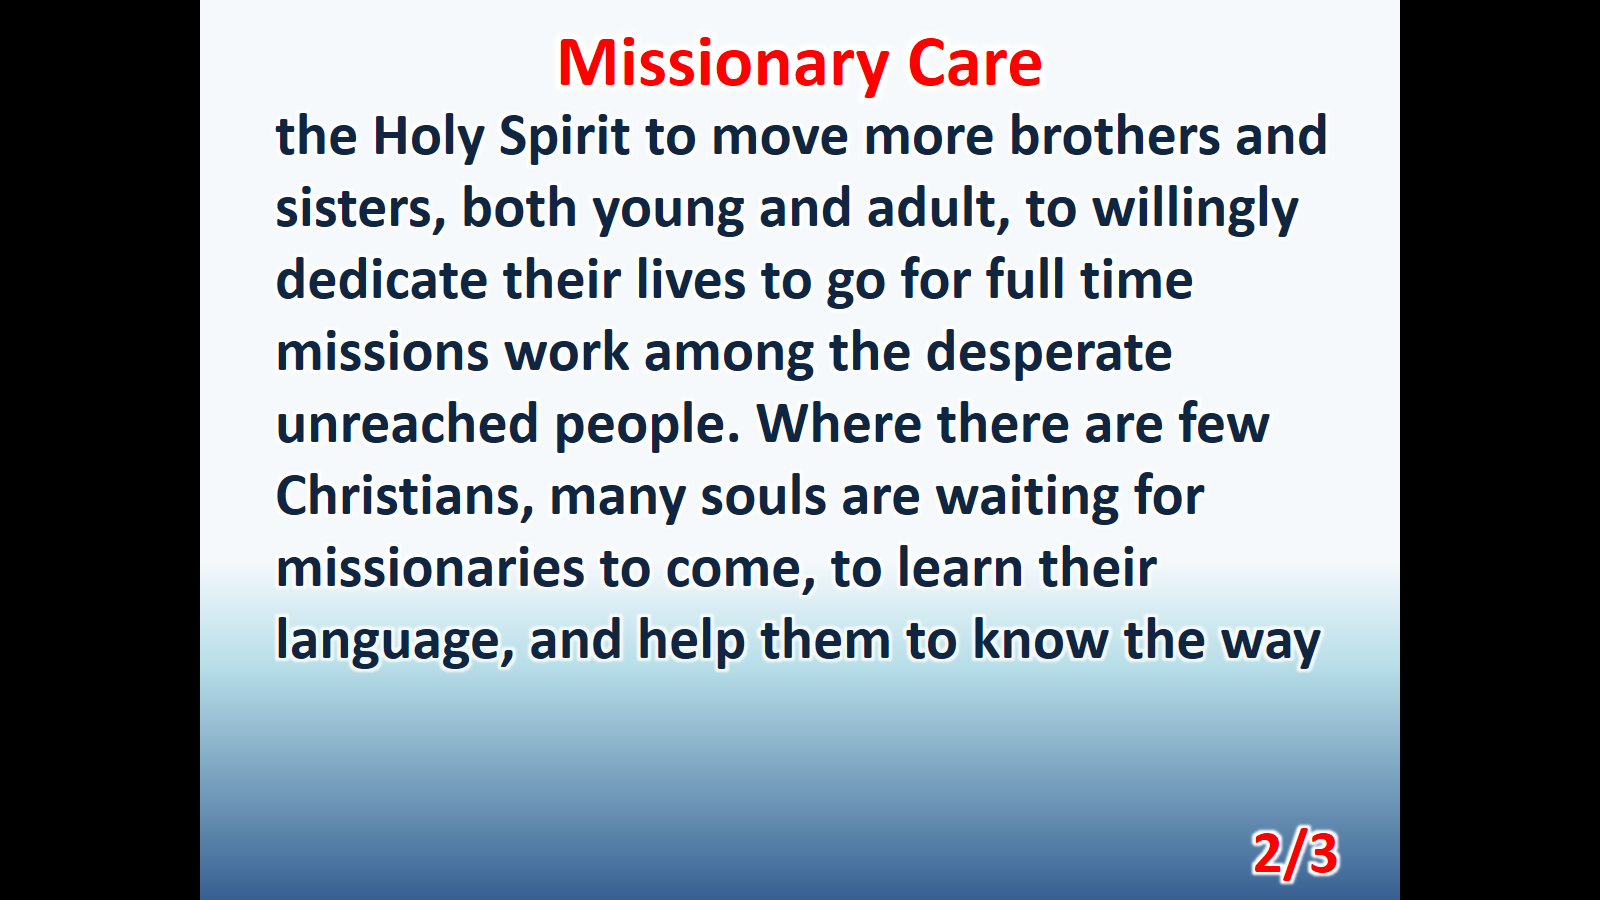 Missionary Care
the Holy Spirit to move more brothers and
sisters, both young and adult, to willingly
dedicate their lives to go for full time
missions work among the desperate
unreached people. Where there are few
Christians, many souls are waiting for
missionaries to come, to learn their
language, and help them to know the way
2/3